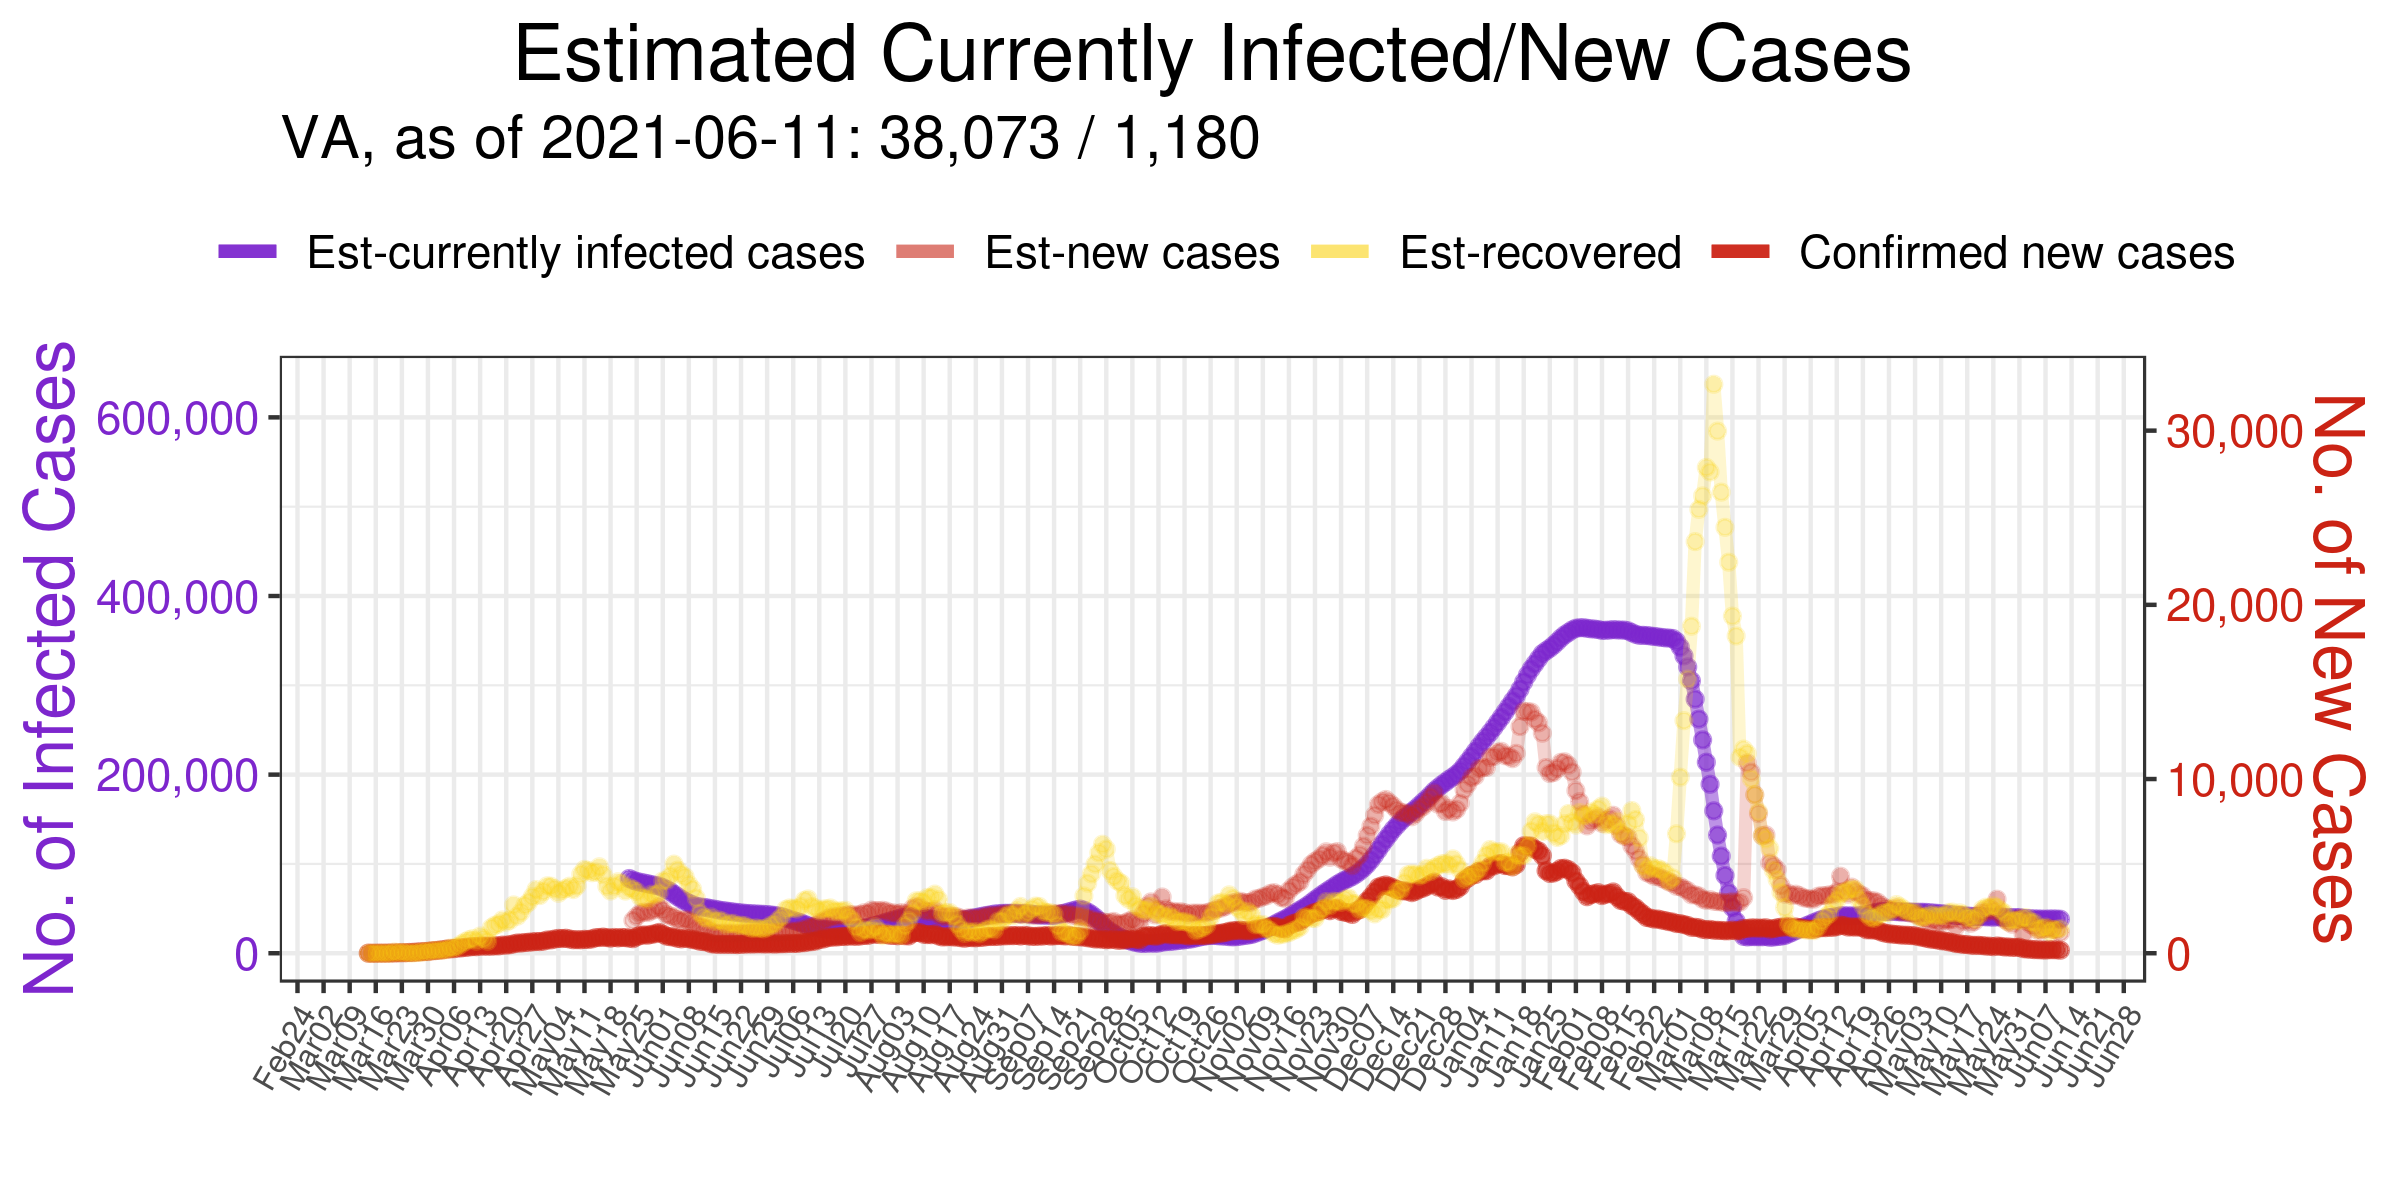 Estimated Currently Infected/New Cases
VA, as of 2021-06-11: 38,073 / 1,180
Est-currently infected cases Est-new cases Est-recovered Confirmed new cases
No. of Infected Cases
600,000
400,000
200,000
0
30,000
20,000
10,000
0
No. of New Cases
Feb24
Mar02
Mar09
Mar16
Mar23
Mar30
Apr06
Apr13
Apr20
Apr27
May04
May11
May18
May25
Jun01
Jun08
Jun15
Jun22
Jun29
Jul06
Jul13
Jul20
Jul27
Aug03
Aug10
Aug17
Aug24
Aug31
Sep07
Sep14
Sep21
Sep28
Oct05
Oct12
Oct19
Oct26
Nov02
Nov09
Nov16
Nov23
Nov30
Dec07
Dec14
Dec21
Dec28
Jan04
Jan11
Jan18
Jan25
Feb01
Feb08
Feb15
Feb22
Mar01
Mar08
Mar15
Mar22
Mar29
Apr05
Apr12
Apr19
Apr26
May03
May10
May17
May24
May31
Jun07
Jun14
Jun21
Jun28